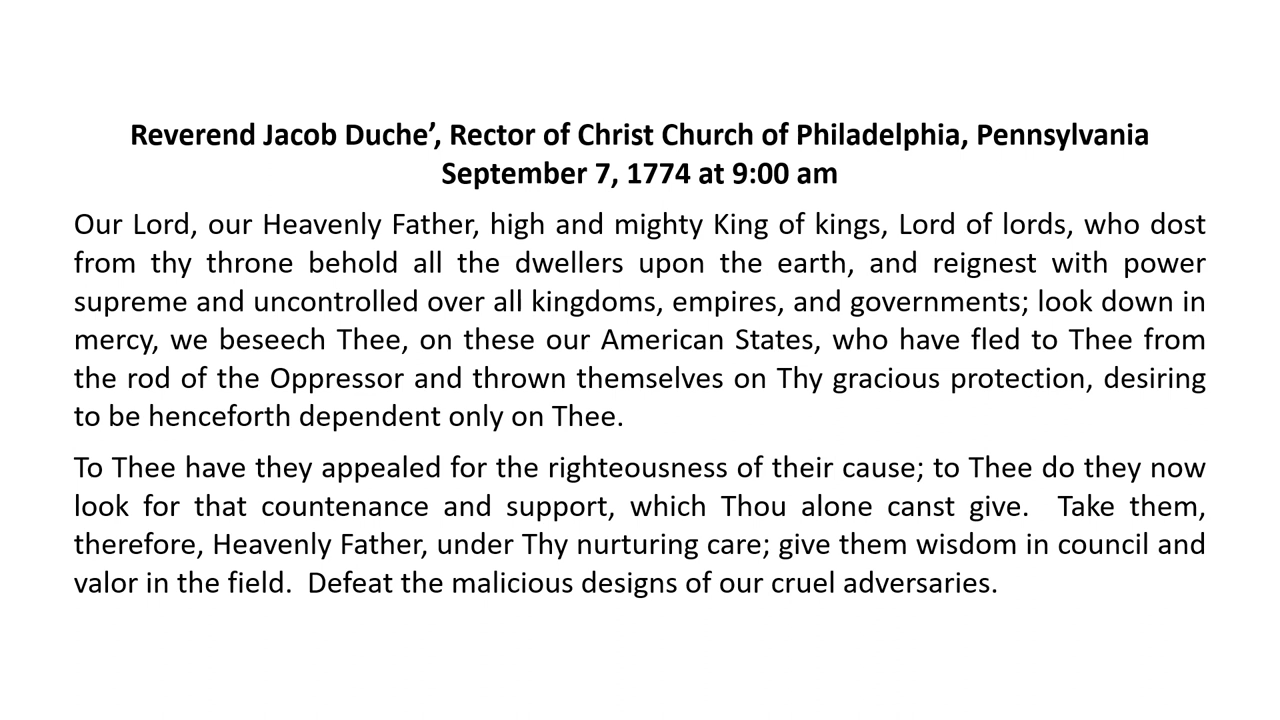 Reverend Jacob Duche’, Rector of Christ Church of Philadelphia, Pennsylvania
September 7, 1774 at 9:00 am
Our Lord, our Heavenly Father, high and mighty King of kings, Lord of lords, who dost
from thy throne behold all the dwellers upon the earth, and reignest with power
supreme and uncontrolled over all kingdoms, empires, and governments; look down in
mercy, we beseech Thee, on these our American States, who have fled to Thee from
the rod of the Oppressor and thrown themselves on Thy gracious protection, desiring
to be henceforth dependent only on Thee.
To Thee have they appealed for the righteousness of their cause; to Thee do they now
look for that countenance and support, which Thou alone canst give.  Take them,
therefore, Heavenly Father, under Thy nurturing care; give them wisdom in council and
valor in the field.  Defeat the malicious designs of our cruel adversaries.